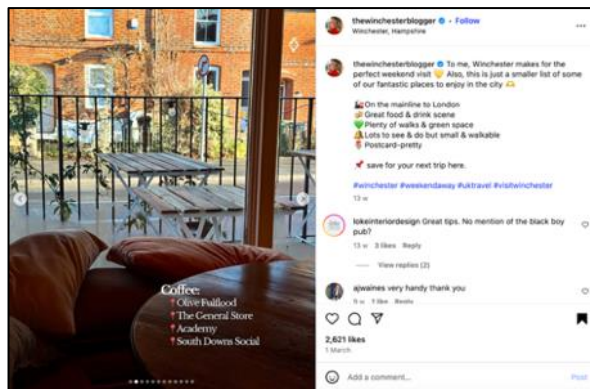 Coffee:
Olive Fulflood
The General Store
Academy
South Downs Social
thewinchesterblogger • Follow
Winchester, Hampshire
thewinchesterblogger To me, Winchester makes for the
perfect weekend visit 💛 Also, this is just a smaller list of some
of our fantastic places to enjoy in the city 🫶
🚂On the mainline to London
Great food & drink scene
💚Plenty of walks & green space
Lots to see & do but small & walkable
Postcard-pretty
📌 save for your next trip here.
#winchester #weekendaway #uktravel #visitwinchester
13 w
lokeinteriordesign Great tips. No mention of the black boy
pub?
13 w 3 likes Reply
View replies (2)
ajwaines very handy thank you
9 w 1 like Reply
2,621 likes
1 March
Add a comment...
Post